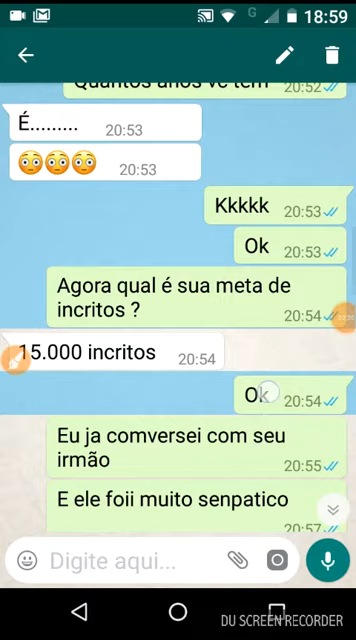 G
18:59
Quantos anos vc tem 20:52
É......... 20:53
😳😳😳 20:53
Kkkkk 20:53
Ok 20:53
Agora qual é sua meta de
incritos ? 20:54
15.000 incritos 20:54
Ok 20:54
Eu ja comversei com seu
irmão 20:55
E ele foii muito senpatico
20:57
Digite aqui...
DU SCREEN RECORDER